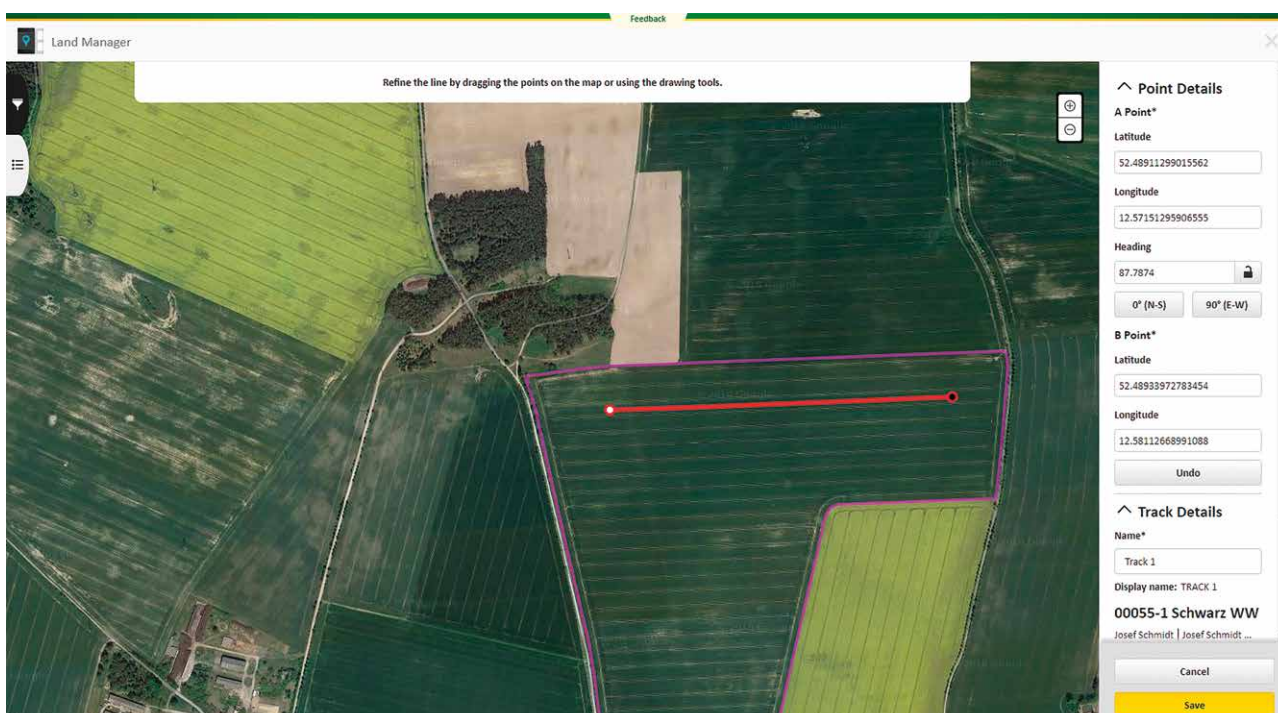 Feedback
Land Manager
Refine the line by dragging the points on the map or using the drawing tools.
Point Details
A Point*
Latitude
52.48911299015562
Longitude
12.57151295906555
Heading
87.7874
0° (N-S) 90° (E-W)
B Point*
Latitude
52.48933972783454
Longitude
12.58112668991088
Undo
Track Details
Name*
Track 1
Display name: TRACK 1
00055-1 Schwarz WW
Josef Schmidt | Josef Schmidt ...
Cancel
Save